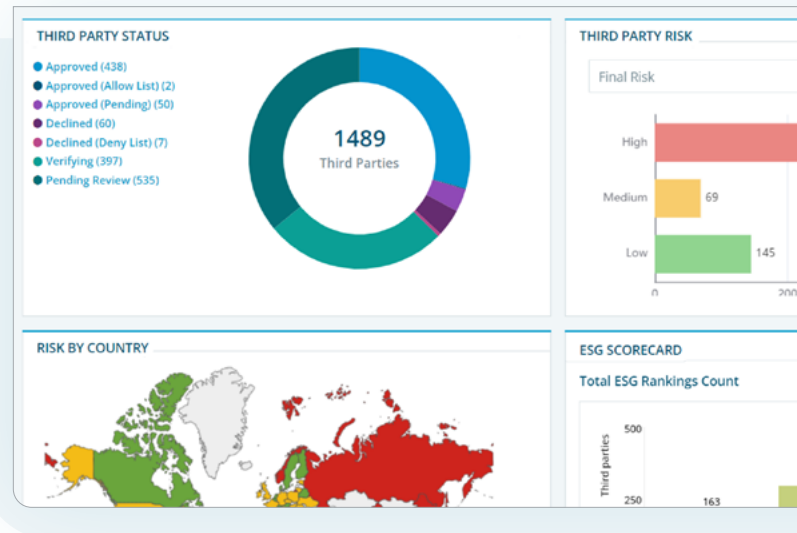 THIRD PARTY STATUS
Approved (438)
Approved (Allow List) (2)
Approved (Pending) (50)
Declined (60)
Declined (Deny List) (7)
Verifying (397)
Pending Review (535)
1489
Third Parties
THIRD PARTY RISK
Final Risk
High
Medium
69
Low
145
0
200
RISK BY COUNTRY
ESG SCORECARD
Total ESG Rankings Count
Third parties
500
250
163